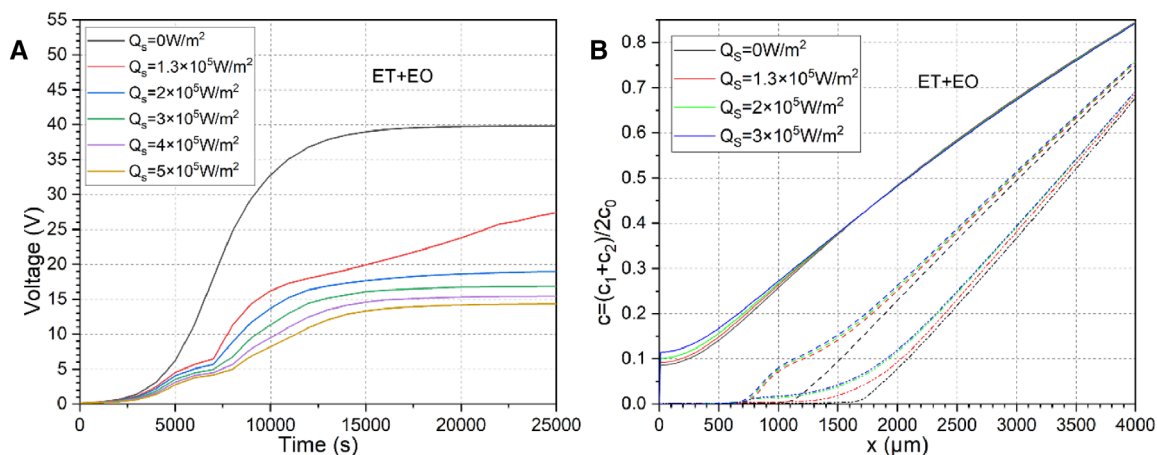 A
Voltage (V)
55
50
45
40
35
30
25
20
15
10
5
0
Qs=0W/m²
Qs=1.3×10⁵W/m²
Qs=2×10⁵W/m²
Qs=3×10⁵W/m²
Qs=4×10⁵W/m²
Qs=5×10⁵W/m²
ET+EO
0 5000 10000 15000 20000 25000
Time (s)
B
c=(c₁+c₂)/2c₀
0.8
0.7
0.6
0.5
0.4
0.3
0.2
0.1
0.0
Qs=0W/m²
Qs=1.3×10⁵W/m²
Qs=2×10⁵W/m²
Qs=3×10⁵W/m²
ET+EO
0 500 1000 1500 2000 2500 3000 3500 4000
x (μm)